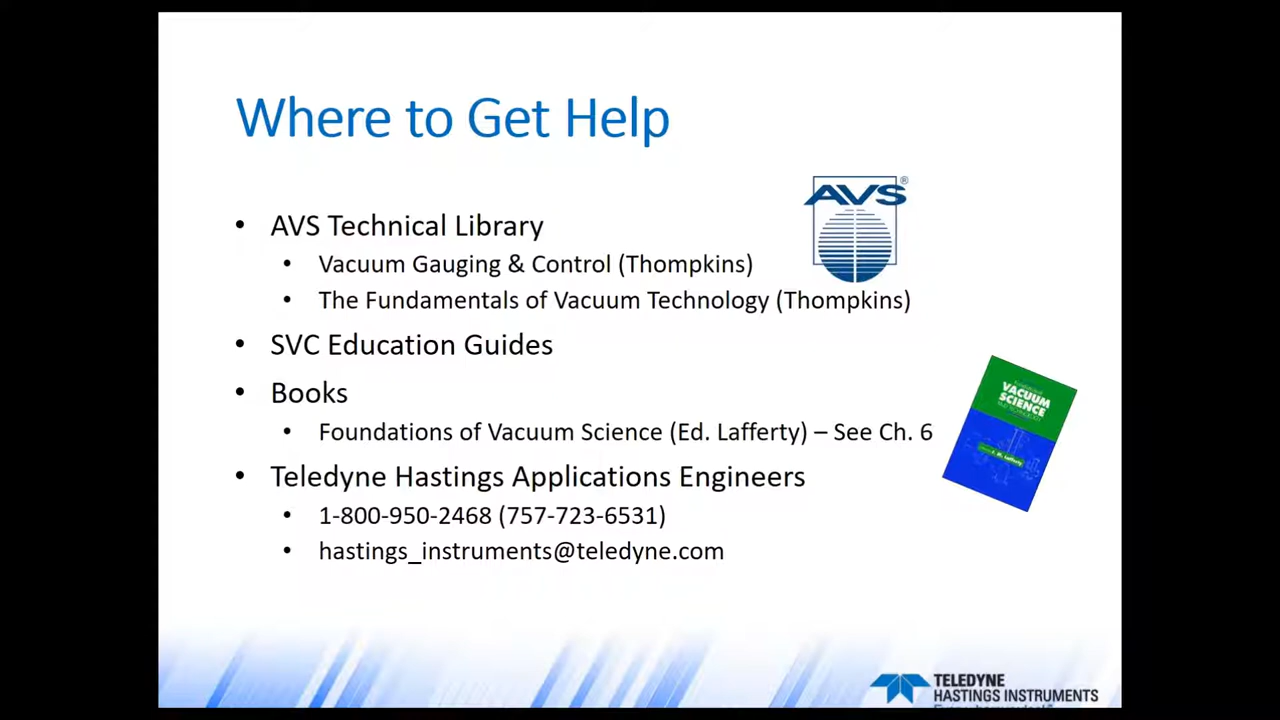 Where to Get Help
AVS®
• AVS Technical Library
• Vacuum Gauging & Control (Thompkins)
• The Fundamentals of Vacuum Technology (Thompkins)
• SVC Education Guides
• Books
VACUUM
SCIENCE
• Foundations of Vacuum Science (Ed. Lafferty) – See Ch. 6
Lafferty
• Teledyne Hastings Applications Engineers
• 1-800-950-2468 (757-723-6531)
• hastings_instruments@teledyne.com
TELEDYNE
HASTINGS INSTRUMENTS